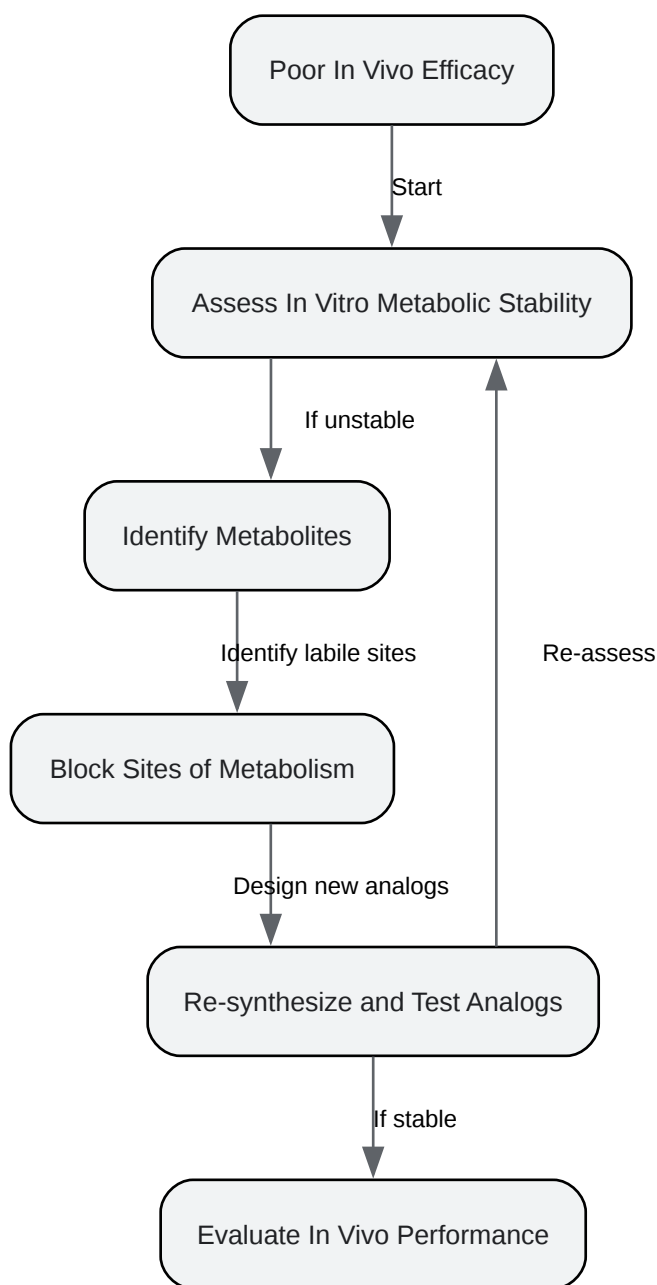 Poor In Vivo Efficacy
Start
Assess In Vitro Metabolic Stability
If unstable
Identify Metabolites
Identify labile sites
Re-assess
Block Sites of Metabolism
Design new analogs
Re-synthesize and Test Analogs
If stable
Evaluate In Vivo Performance